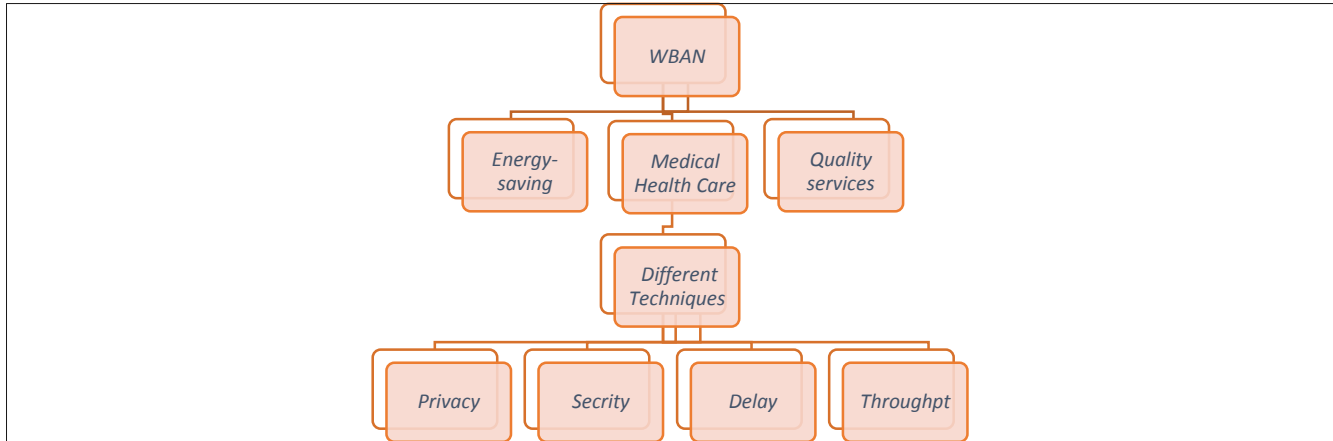 WBAN
Energy-
saving
Medical
Health Care
Quality
services
Different
Techniques
Privacy
Secrity
Delay
Throughpt